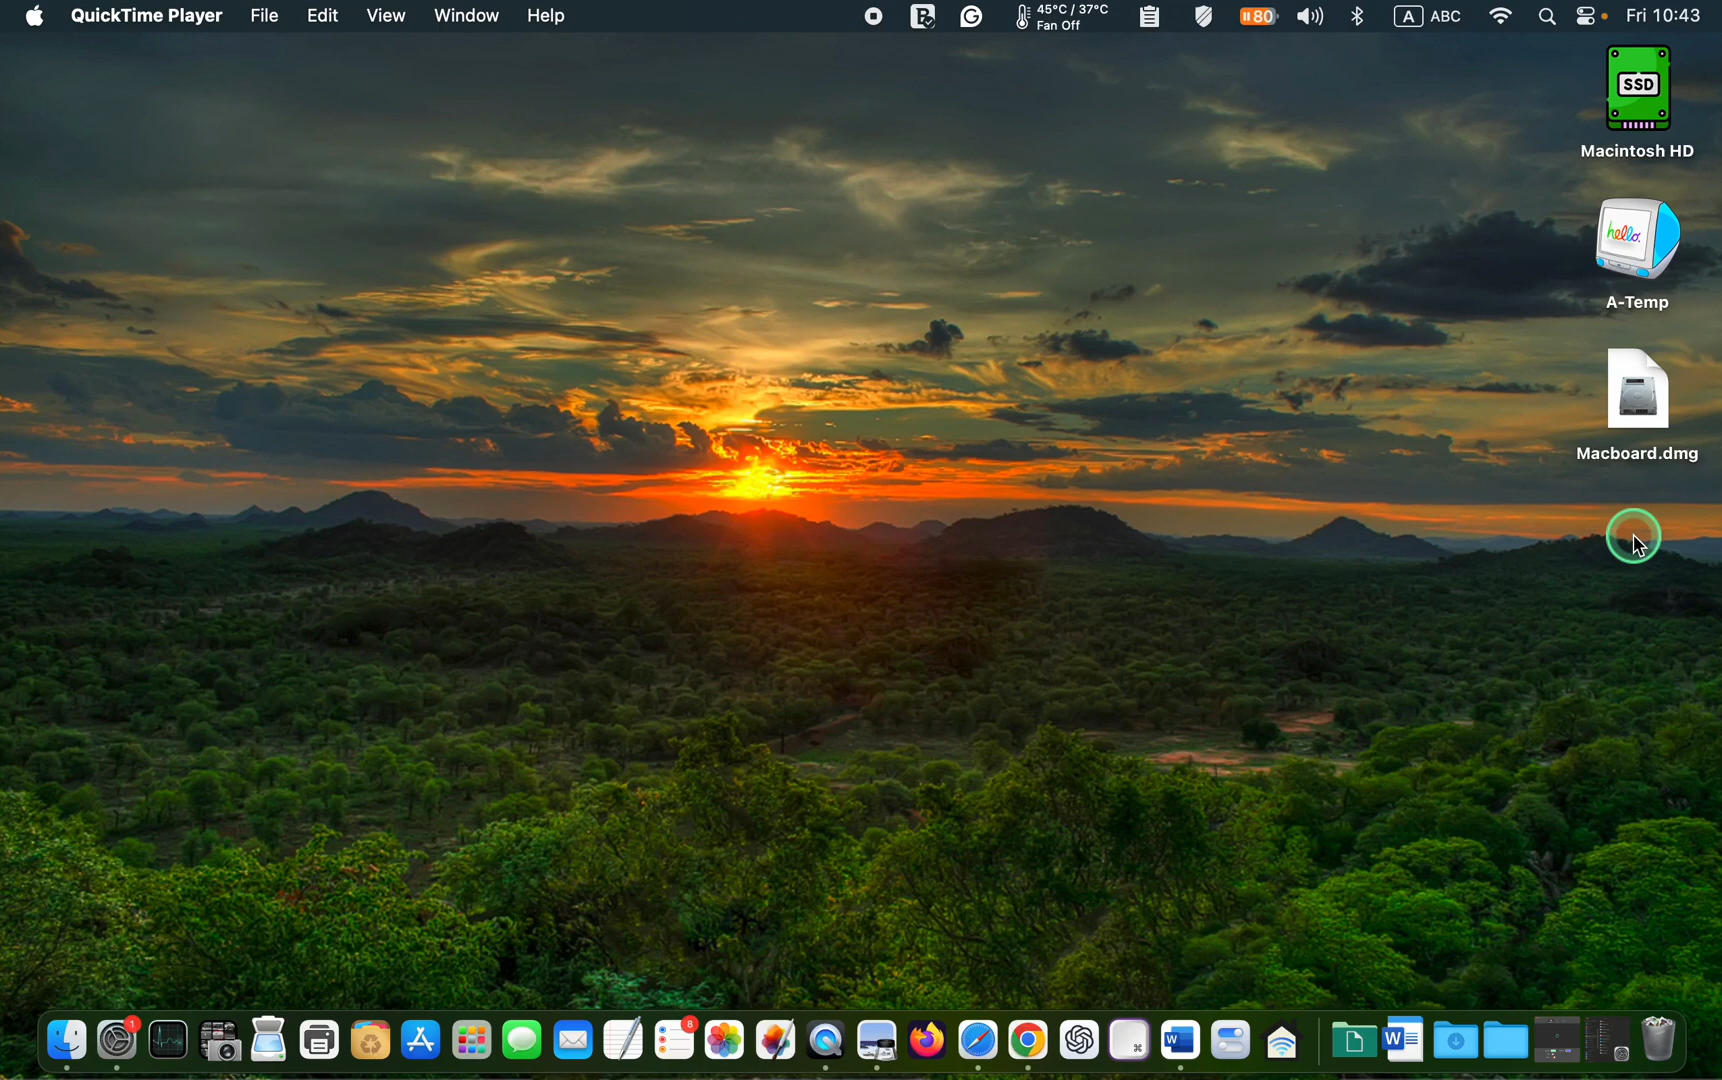 QuickTime Player File Edit View Window Help 45°C / 37°C Fan Off 80 A ABC Fri 10:43
SSD
Macintosh HD
hello.
A-Temp
Macboard.dmg
1
8
W
W